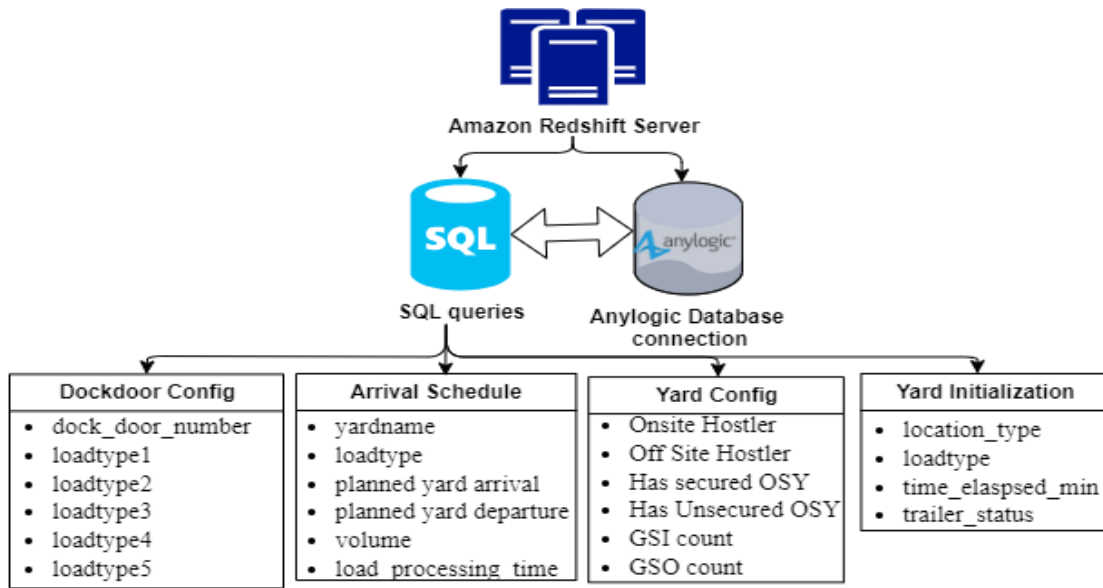 Amazon Redshift Server
SQL
anylogic
SQL queries
Anylogic Database
connection
Dockdoor Config
dock_door_number
loadtype1
loadtype2
loadtype3
loadtype4
loadtype5
Arrival Schedule
yardname
loadtype
planned yard arrival
planned yard departure
volume
load_processing_time
Yard Config
Onsite Hostler
Off Site Hostler
Has secured OSY
Has Unsecured OSY
GSI count
GSO count
Yard Initialization
location_type
loadtype
time_elaspsed_min
trailer_status